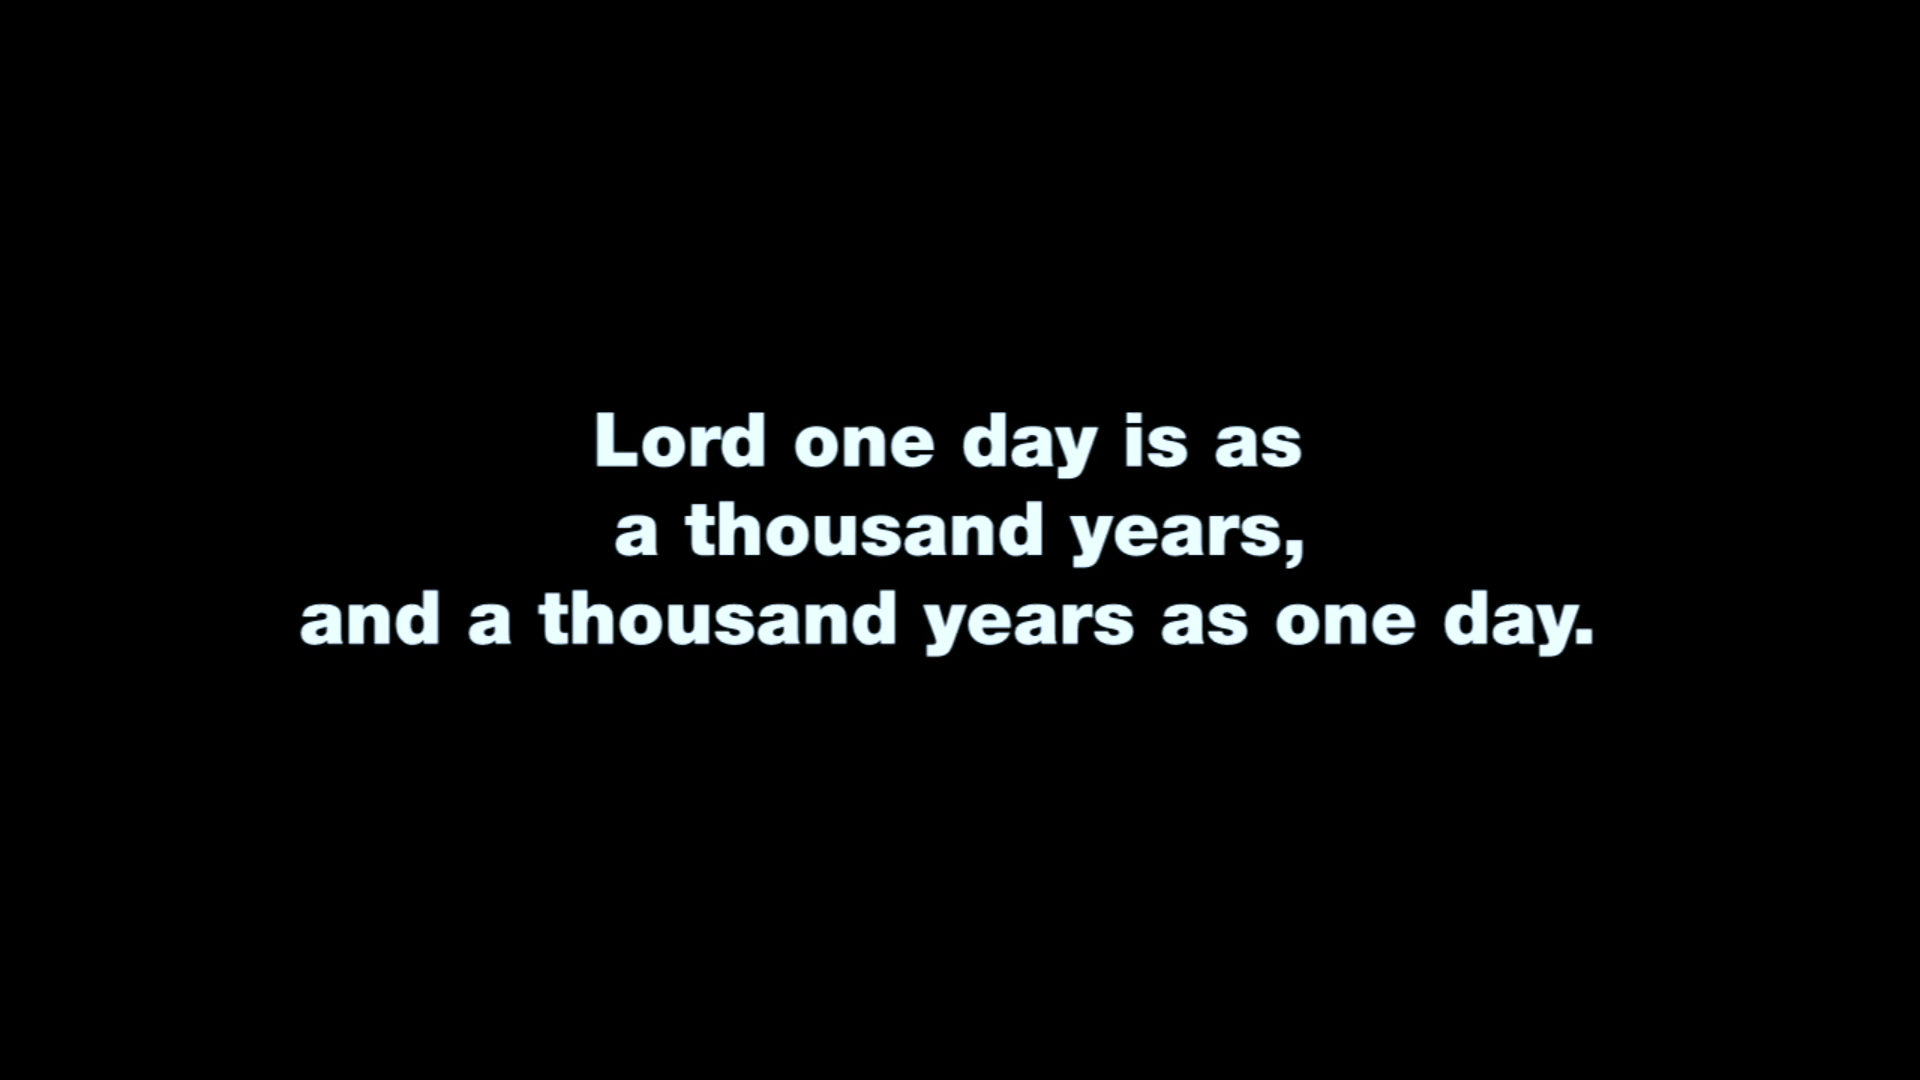 Lord one day is as
a thousand years,
and a thousand years as one day.